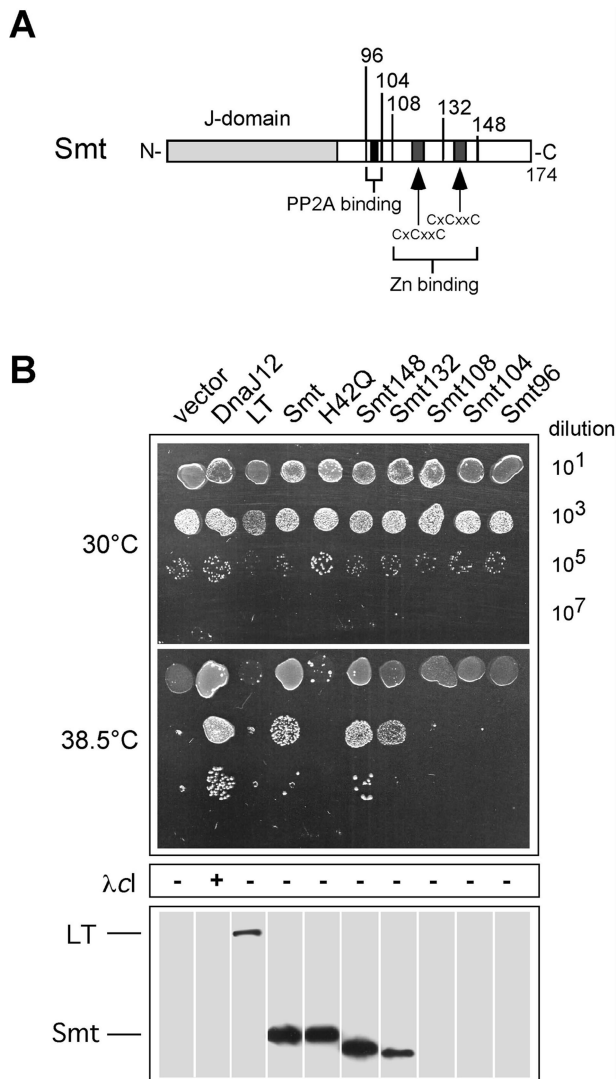 A
96
104
108
132
148
J-domain
Smt
N-
-C
174
PP2A binding
CxCxxC
CxCxxC
Zn binding
B
vector
DnaJ12
LT
Smt
H42Q
Smt148
Smt132
Smt108
Smt104
Smt96
dilution
10¹
10³
10⁵
10⁷
30°C
38.5°C
λcI - + - - - - - - - -
LT
Smt